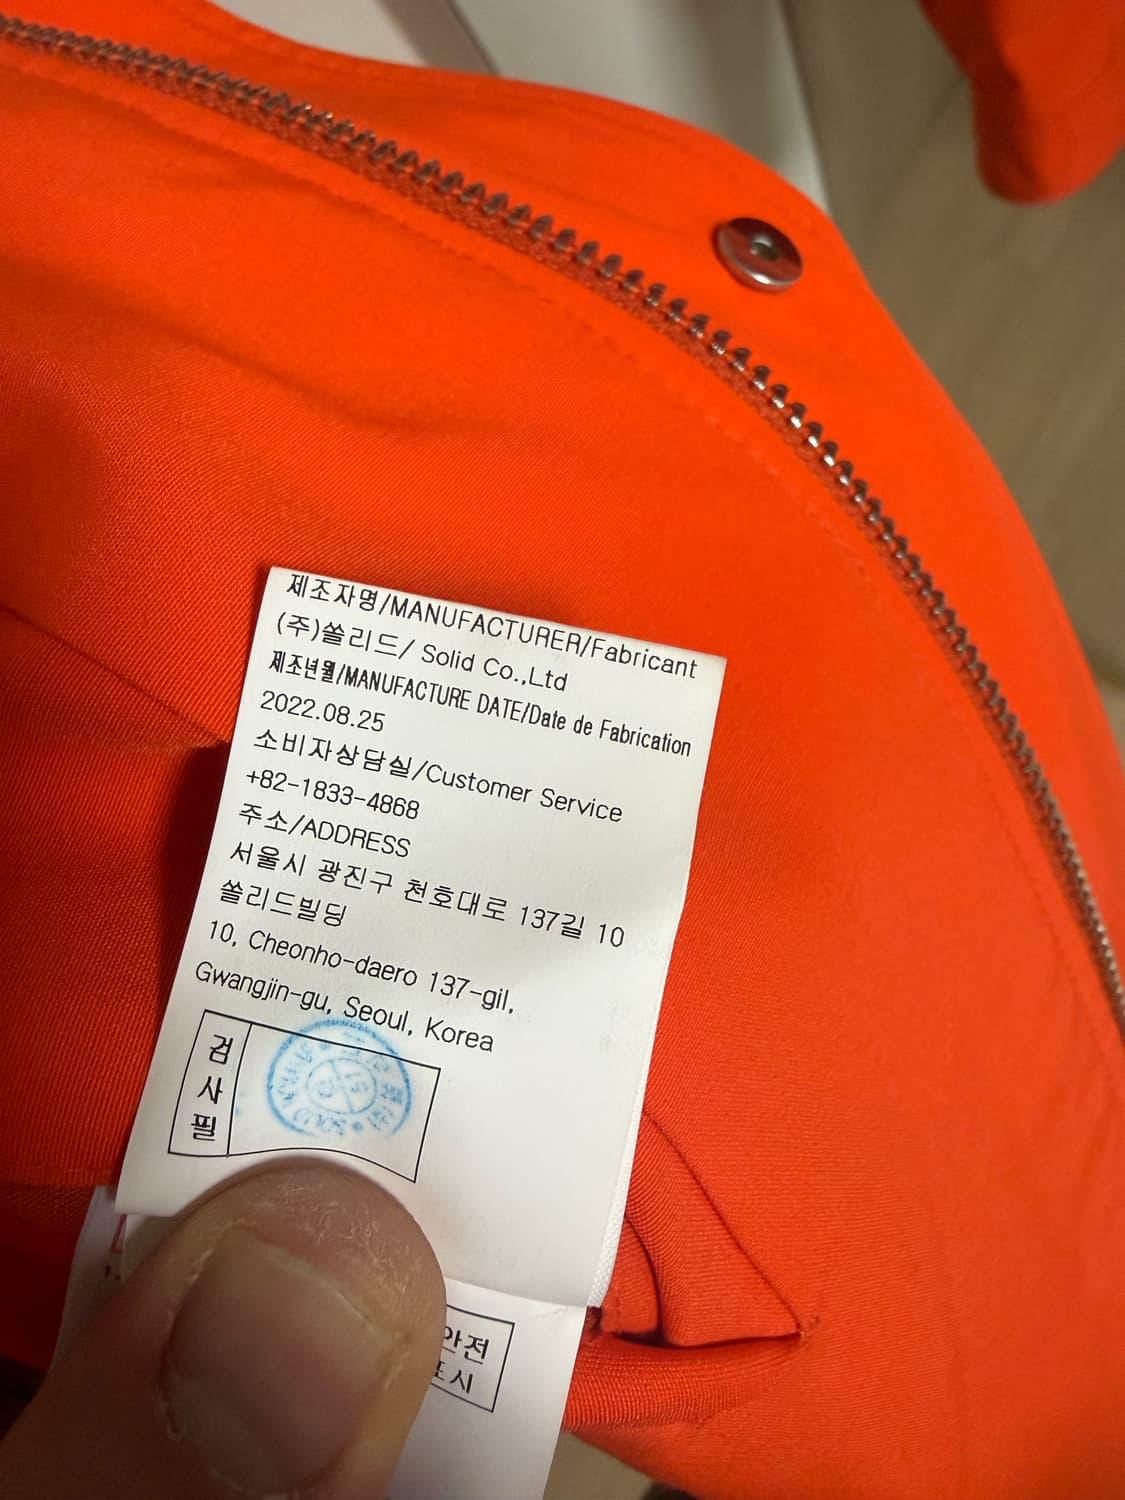 제조자명/MANUFACTURER/Fabricant
(주)쏠리드/ Solid Co.,Ltd
제조년월/MANUFACTURE DATE/Date de Fabrication
2022.08.25
소비자상담실/Customer Service
+82-1833-4868
주소/ADDRESS
서울시 광진구 천호대로 137길 10
쏠리드빌딩
10, Cheonho-daero 137-gil,
Gwangjin-gu, Seoul, Korea
검
사
필
안전
표시